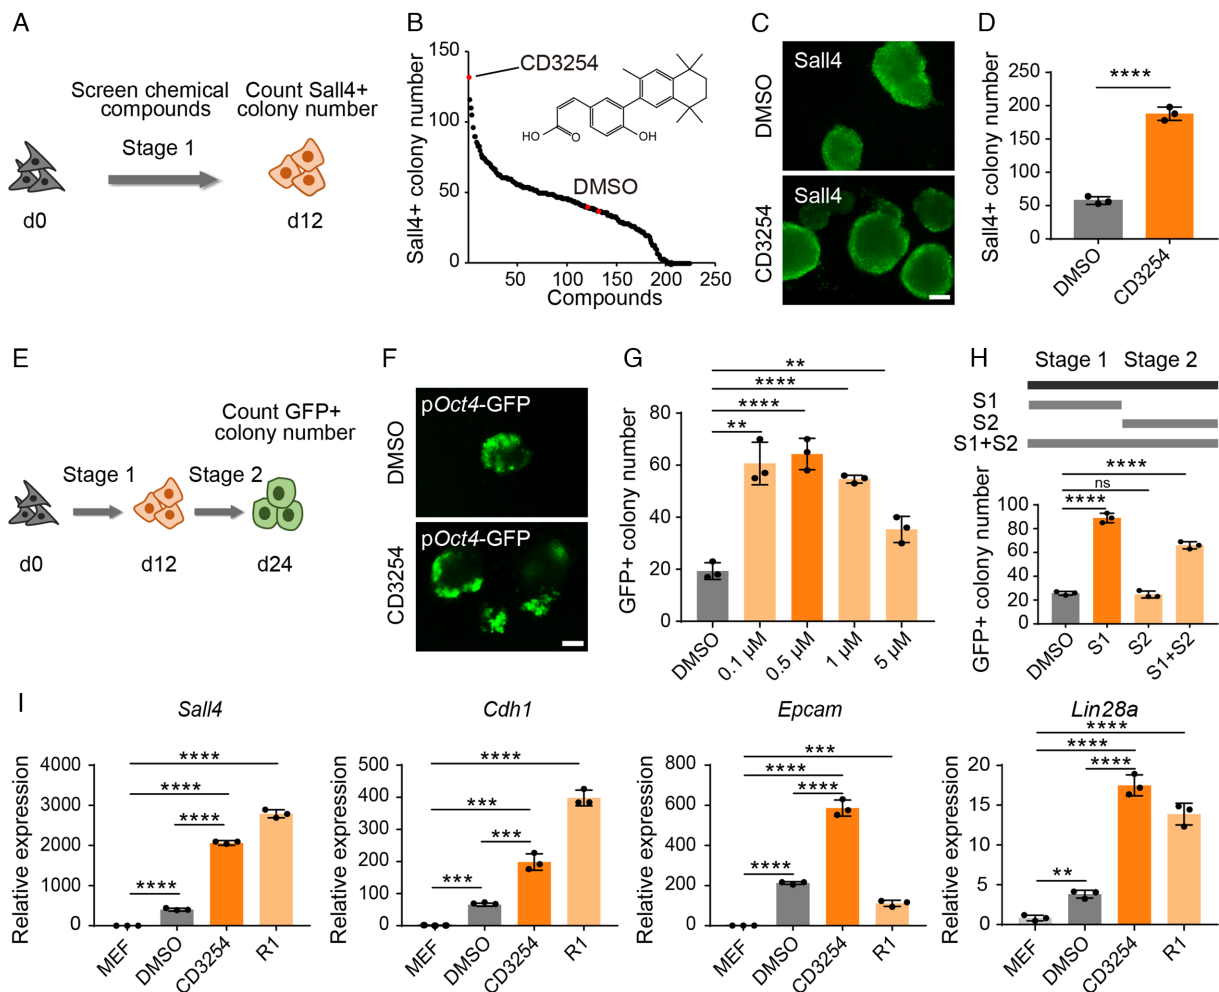 A
Screen chemical
compounds
Count Sall4+
colony number
Stage 1
d0
d12
B
Sall4+ colony number
150
100
50
0
CD3254
HO
O
OH
DMSO
50
100
150
200
250
Compounds
C
DMSO
Sall4
CD3254
Sall4
D
Sall4+ colony number
250
200
150
100
50
0
****
DMSO
CD3254
E
Count GFP+
colony number
Stage 1
Stage 2
d0
d12
d24
F
DMSO
pOct4-GFP
CD3254
pOct4-GFP
G
GFP+ colony number
80
60
40
20
0
**
****
****
**
DMSO
0.1 µM
0.5 µM
1 µM
5 µM
H
Stage 1
Stage 2
S1
S2
S1+S2
GFP+ colony number
100
80
60
40
20
0
****
ns
****
DMSO
S1
S2
S1+S2
I
Sall4
Relative expression
4000
3000
2000
1000
0
****
****
****
****
MEF
DMSO
CD3254
R1
Cdh1
Relative expression
500
400
300
200
100
0
****
***
***
***
MEF
DMSO
CD3254
R1
Epcam
Relative expression
800
600
400
200
0
***
****
****
****
MEF
DMSO
CD3254
R1
Lin28a
Relative expression
20
15
10
5
0
****
****
****
**
MEF
DMSO
CD3254
R1